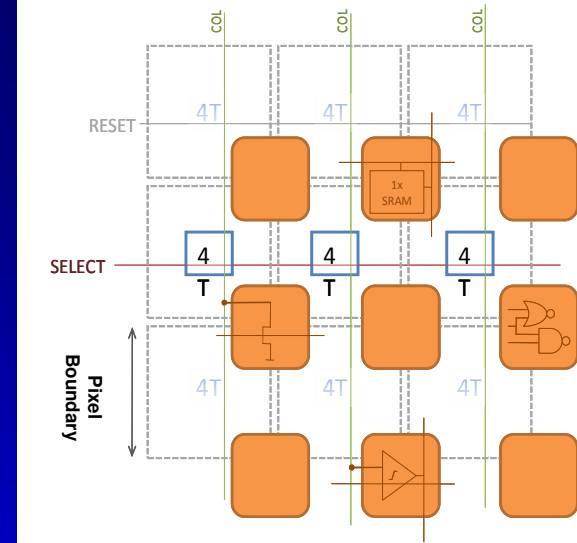 COL COL COL
4T 4T 4T
RESET
1x
SRAM
4 4 4
SELECT
T T T
Pixel
Boundary
4T 4T 4T